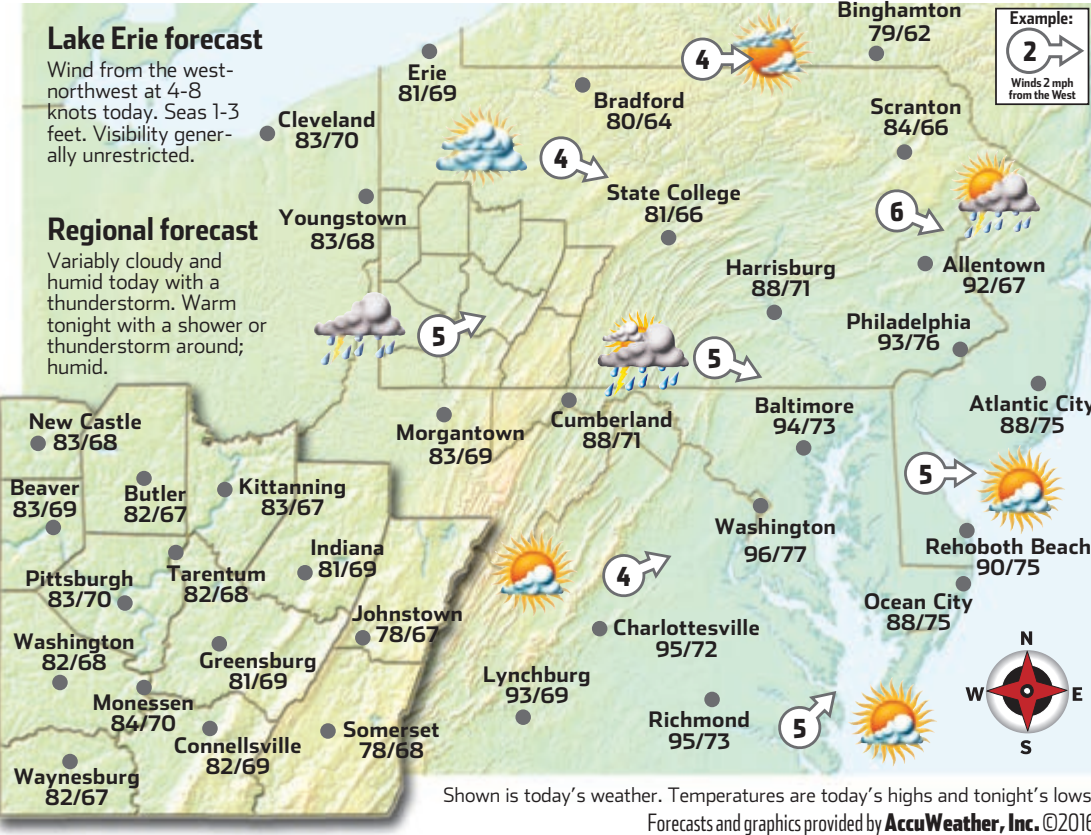 Lake Erie forecast
Wind from the west-
northwest at 4-8
knots today. Seas 1-3
feet. Visibility gener-
ally unrestricted.
Regional forecast
Variably cloudy and
humid today with a
thunderstorm. Warm
tonight with a shower or
thunderstorm around;
humid.
Example:
2
Winds 2 mph
from the West
Binghamton
79/62
4
Erie
81/69
Bradford
80/64
Scranton
84/66
Cleveland
83/70
4
State College
81/66
6
Youngstown
83/68
Harrisburg
88/71
Allentown
92/67
5
5
Philadelphia
93/76
Morgantown
83/69
Cumberland
88/71
Baltimore
94/73
Atlantic City
88/75
5
Washington
96/77
Rehoboth Beach
90/75
4
Ocean City
88/75
Charlottesville
95/72
Lynchburg
93/69
Richmond
95/73
5
N
W
E
S
New Castle
83/68
Beaver
83/69
Butler
82/67
Kittanning
83/67
Indiana
81/69
Pittsburgh
83/70
Tarentum
82/68
Johnstown
78/67
Washington
82/68
Greensburg
81/69
Monessen
84/70
Connellsville
82/69
Somerset
78/68
Waynesburg
82/67
Shown is today's weather. Temperatures are today's highs and tonight's lows
Forecasts and graphics provided by AccuWeather, Inc. ©2016